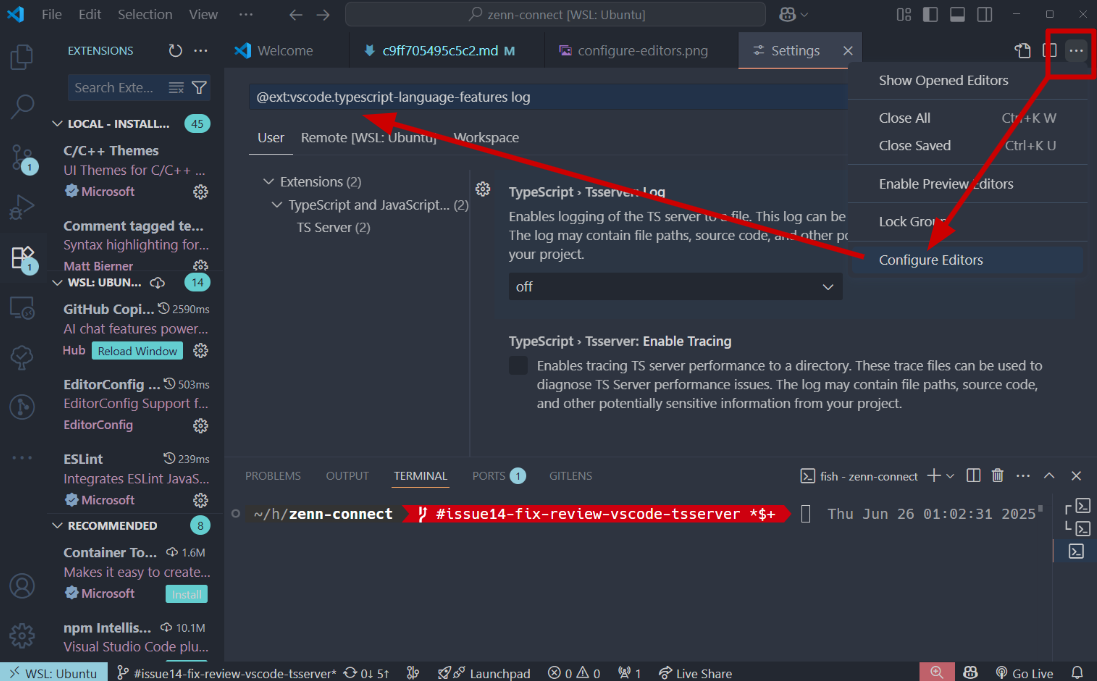 File Edit Selection View ··· zenn-connect [WSL: Ubuntu]
EXTENSIONS
Welcome
c9ff705495c5c2.md M
configure-editors.png
Settings
Search Exte...
LOCAL - INSTALL... 45
C/C++ Themes
UI Themes for C/C++ ...
Microsoft
Comment tagged te...
Syntax highlighting for...
Matt Bierner
WSL: UBUN... 14
GitHub Copi... 2590ms
AI chat features power...
Hub Reload Window
EditorConfig ... 503ms
EditorConfig Support f...
EditorConfig
ESLint 239ms
Integrates ESLint JavaS...
Microsoft
RECOMMENDED 8
Container To... 1.6M
Makes it easy to create...
Microsoft Install
npm Intellis... 10.1M
Visual Studio Code plu...
1
1
@ext:vscode.typescript-language-features log
User Remote [WSL: Ubuntu] Workspace
Extensions (2)
TypeScript and JavaScript... (2)
TS Server (2)
TypeScript › Tsserver: Log
Enables logging of the TS server to a file. This log can be
The log may contain file paths, source code, and other po
your project.
off
TypeScript › Tsserver: Enable Tracing
Enables tracing TS server performance to a directory. These trace files can be used to
diagnose TS Server performance issues. The log may contain file paths, source code,
and other potentially sensitive information from your project.
Show Opened Editors
Close All Ctrl+K W
Close Saved Ctrl+K U
Enable Preview Editors
Lock Group
Configure Editors
PROBLEMS OUTPUT TERMINAL PORTS 1 GITLENS
fish - zenn-connect
~/h/zenn-connect #issue14-fix-review-vscode-tsserver *$+ Thu Jun 26 01:02:31 2025
WSL: Ubuntu #issue14-fix-review-vscode-tsserver* 0↓ 5↑ Launchpad 0 0 1 Live Share Go Live